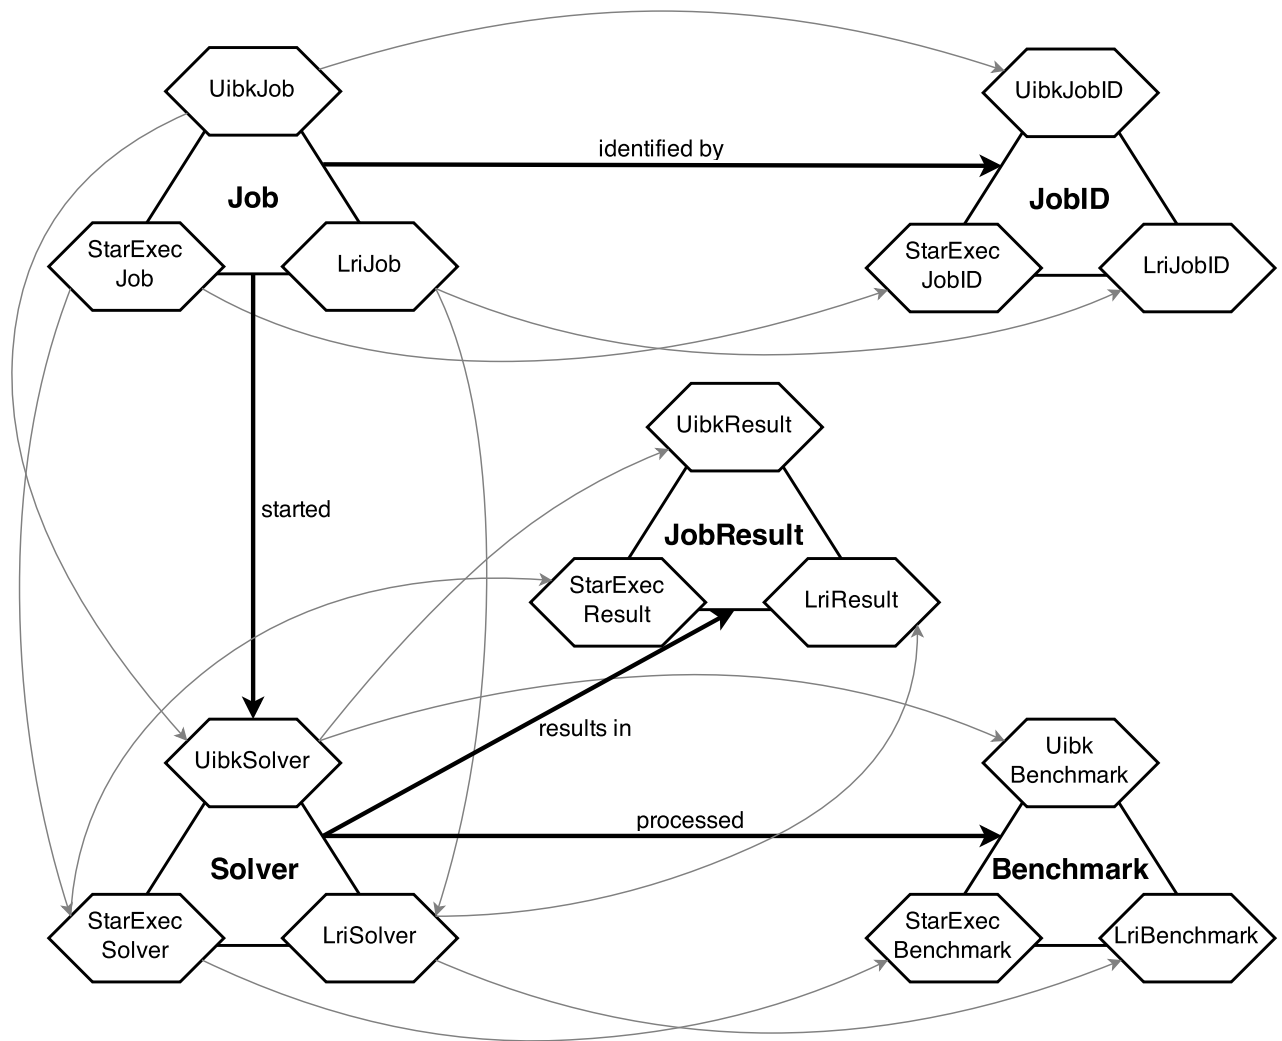 UibkJob
UibkJobID
identified by
Job
JobID
StarExec
Job
LriJob
StarExec
JobID
LriJobID
UibkResult
started
JobResult
StarExec
Result
LriResult
results in
UibkSolver
Uibk
Benchmark
processed
Solver
Benchmark
StarExec
Solver
LriSolver
StarExec
Benchmark
LriBenchmark